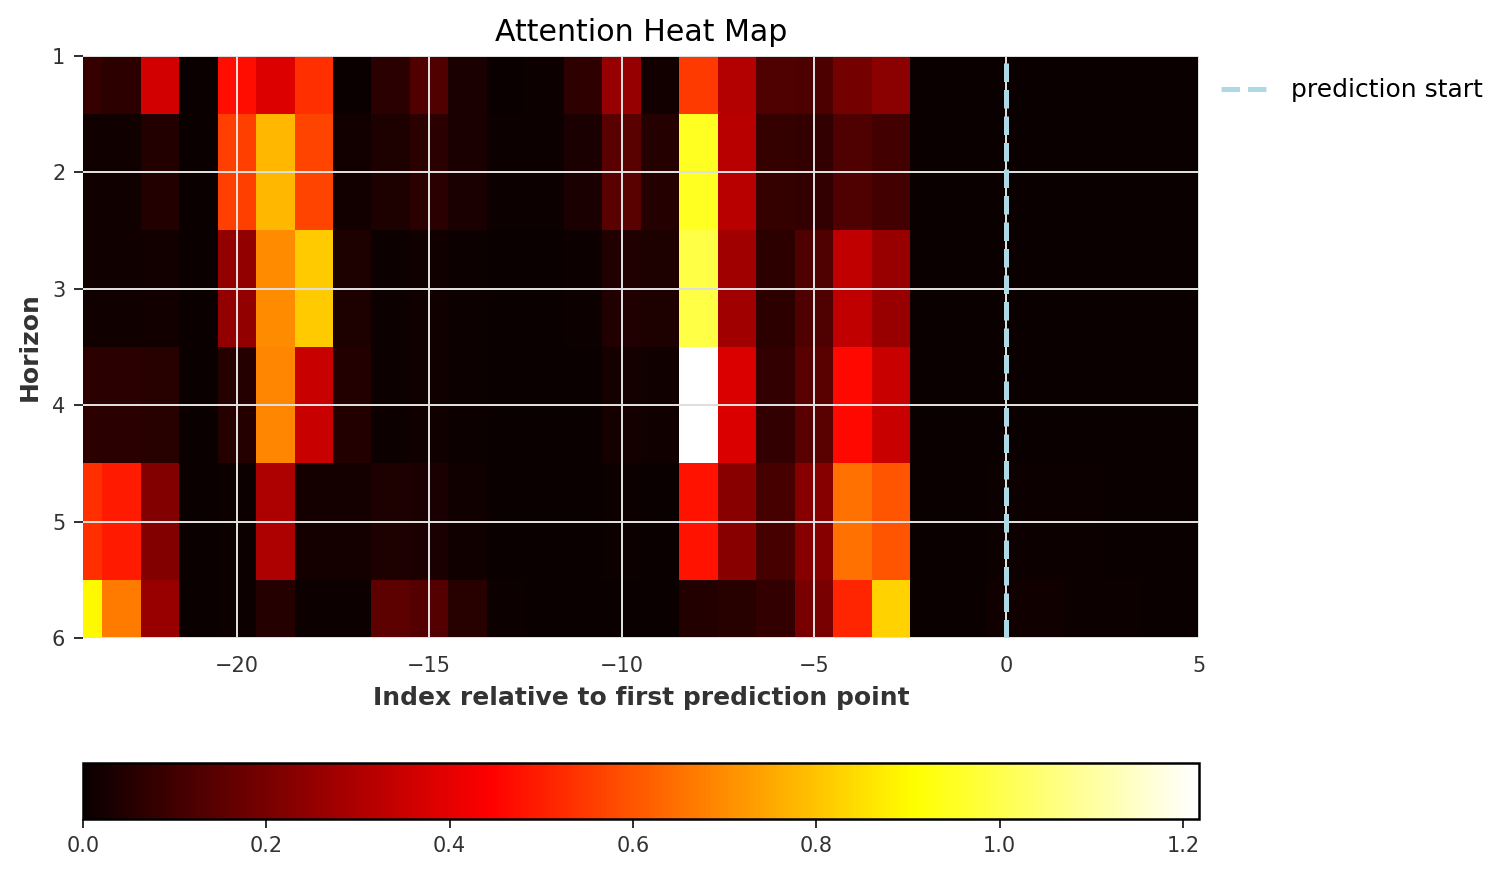 Attention Heat Map
prediction start
Horizon
1
2
3
4
5
6
−20 −15 −10 −5 0 5
Index relative to first prediction point
0.0 0.2 0.4 0.6 0.8 1.0 1.2